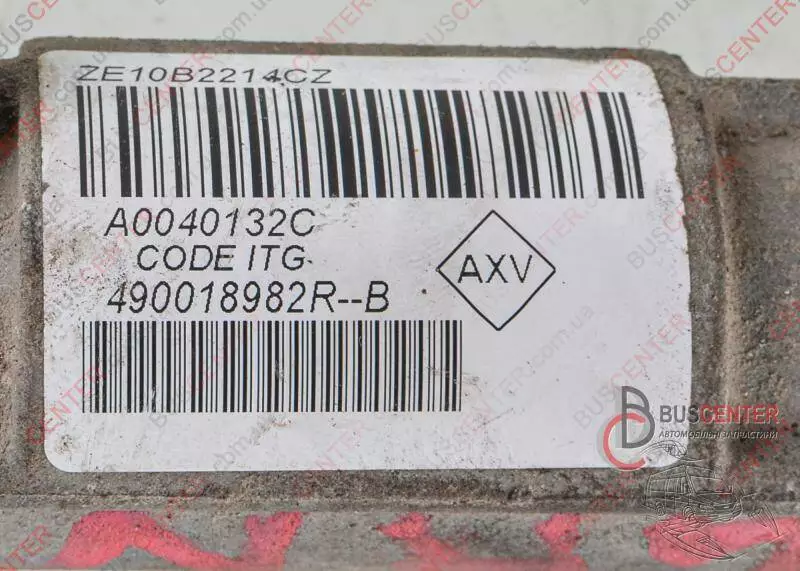 ZE10B2214CZ
A0040132C
CODE ITG
490018982R--B
AXV
BUSCENTER
АВТОМОБІЛЬНІ ЗАПЧАСТИНИ